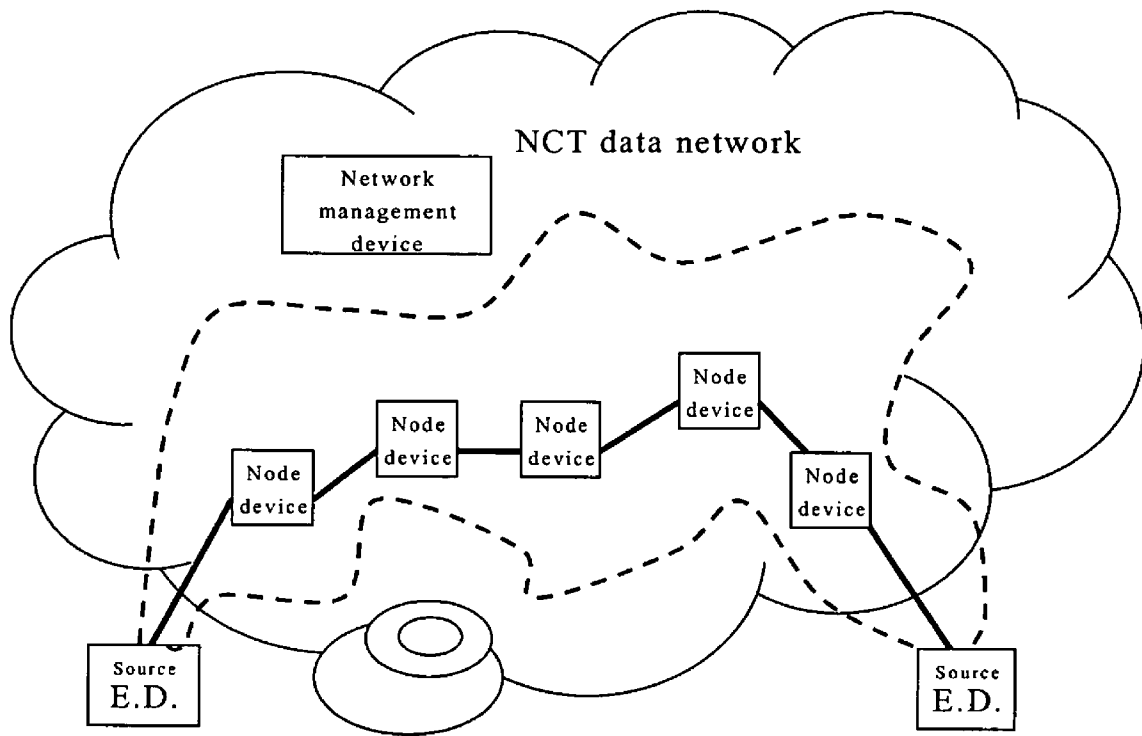 NCT data network
Network
management
device
Node
device
Node
device
Node
device
Node
device
Node
device
Source
E.D.
Source
E.D.